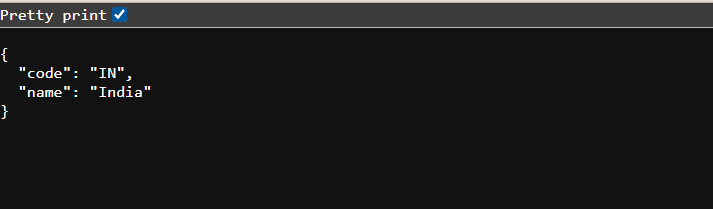 Pretty print
{
  "code": "IN",
  "name": "India"
}